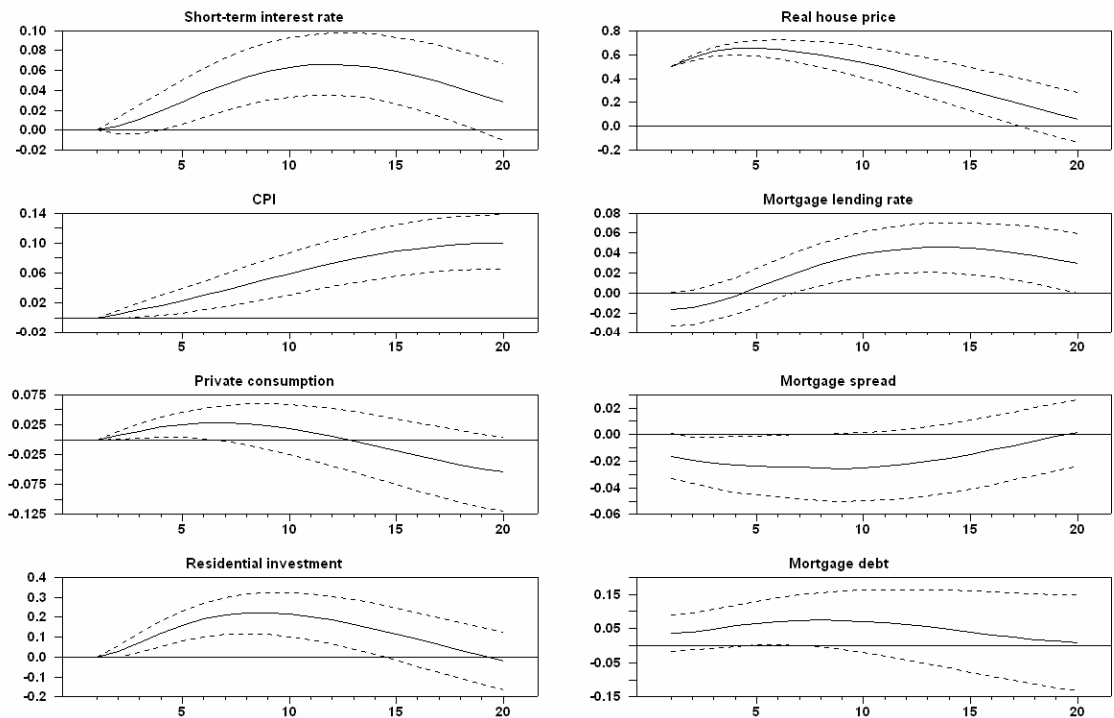 Short-term interest rate
0.10
0.08
0.06
0.04
0.02
0.00
-0.02
5 10 15 20
Real house price
0.8
0.6
0.4
0.2
0.0
-0.2
5 10 15 20
CPI
0.14
0.10
0.06
0.02
-0.02
5 10 15 20
Mortgage lending rate
0.08
0.06
0.04
0.02
0.00
-0.02
-0.04
5 10 15 20
Private consumption
0.075
0.025
-0.025
-0.075
-0.125
5 10 15 20
Mortgage spread
0.02
0.00
-0.02
-0.04
-0.06
5 10 15 20
Residential investment
0.4
0.3
0.2
0.1
0.0
-0.1
-0.2
5 10 15 20
Mortgage debt
0.15
0.05
-0.05
-0.15
5 10 15 20